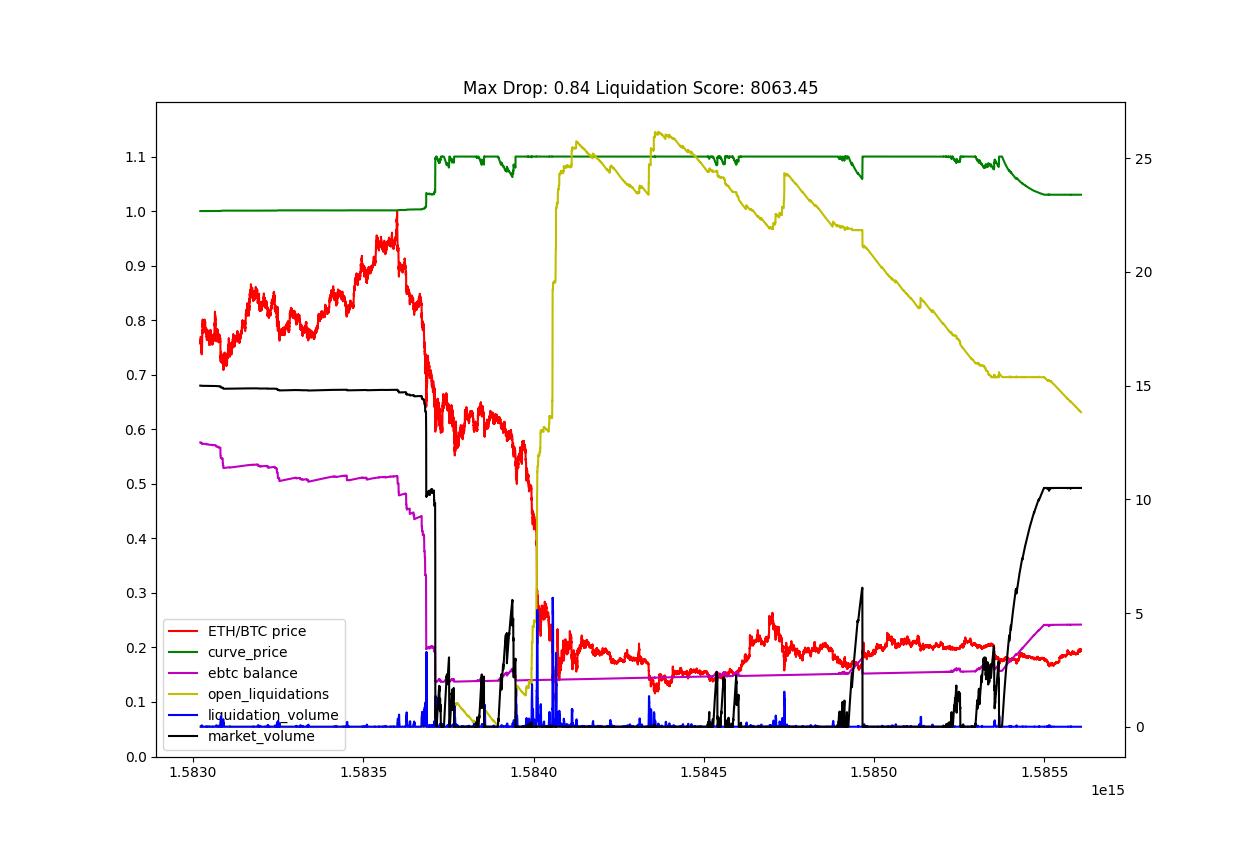 Max Drop: 0.84 Liquidation Score: 8063.45
1.1
1.0
0.9
0.8
0.7
0.6
0.5
0.4
0.3
0.2
0.1
0.0
25
20
15
10
5
0
ETH/BTC price
curve_price
ebtc balance
open_liquidations
liquidation_volume
market_volume
1.5830 1.5835 1.5840 1.5845 1.5850 1.5855
1e15